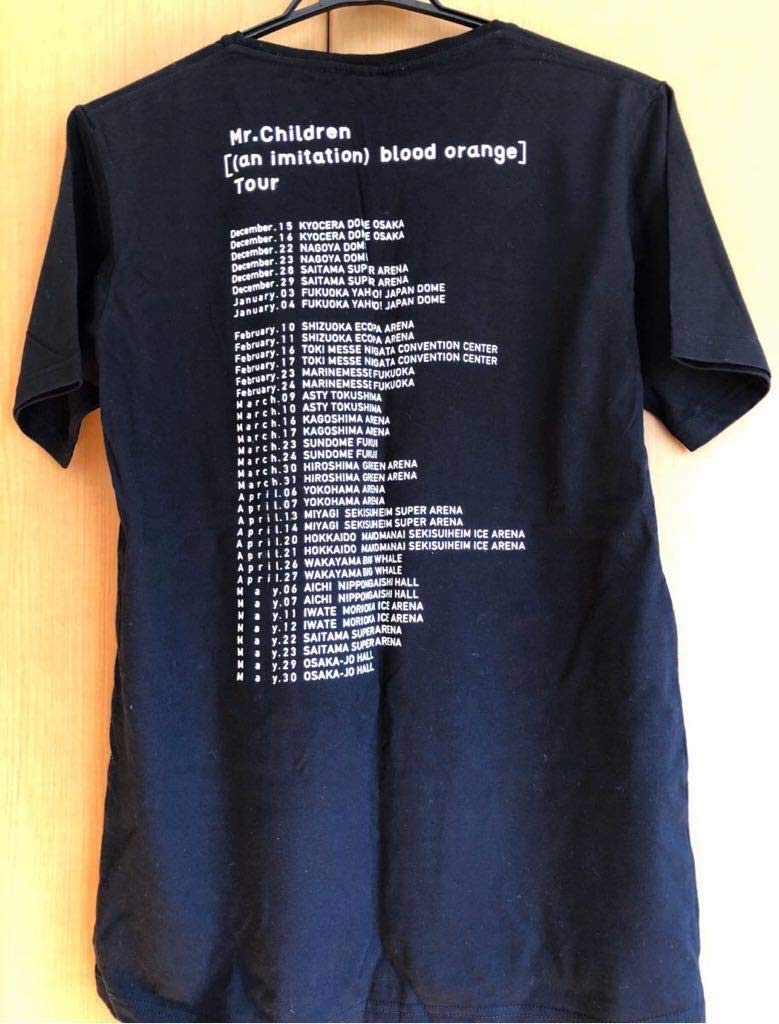 Mr.Children
[(an imitation) blood orange]
Tour
December.15 KYOCERA DOME OSAKA
December.16 KYOCERA DOME OSAKA
December.22 NAGOYA DOME
December.23 NAGOYA DOME
December.28 SAITAMA SUPER ARENA
December.29 SAITAMA SUPER ARENA
January.03 FUKUOKA YAHOO! JAPAN DOME
January.04 FUKUOKA YAHOO! JAPAN DOME
February.10 SHIZUOKA ECOPA ARENA
February.11 SHIZUOKA ECOPA ARENA
February.16 TOKI MESSE NIIGATA CONVENTION CENTER
February.17 TOKI MESSE NIIGATA CONVENTION CENTER
February.23 MARINEMESSE FUKUOKA
February.24 MARINEMESSE FUKUOKA
March.09 ASTY TOKUSHIMA
March.10 ASTY TOKUSHIMA
March.16 KAGOSHIMA ARENA
March.17 KAGOSHIMA ARENA
March.23 SUNDOME FUKUI
March.24 SUNDOME FUKUI
March.30 HIROSHIMA GREEN ARENA
March.31 HIROSHIMA GREEN ARENA
April.06 YOKOHAMA ARENA
April.07 YOKOHAMA ARENA
April.13 MIYAGI SEKISUIHEIM SUPER ARENA
April.14 MIYAGI SEKISUIHEIM SUPER ARENA
April.20 HOKKAIDO MAKOMANAI SEKISUIHEIM ICE ARENA
April.21 HOKKAIDO MAKOMANAI SEKISUIHEIM ICE ARENA
April.26 WAKAYAMA BIG WHALE
April.27 WAKAYAMA BIG WHALE
May.06 AICHI NIPPONGAISHI HALL
May.07 AICHI NIPPONGAISHI HALL
May.11 IWATE MORIOKA ICE ARENA
May.12 IWATE MORIOKA ICE ARENA
May.22 SAITAMA SUPER ARENA
May.23 SAITAMA SUPER ARENA
May.29 OSAKA-JO HALL
May.30 OSAKA-JO HALL